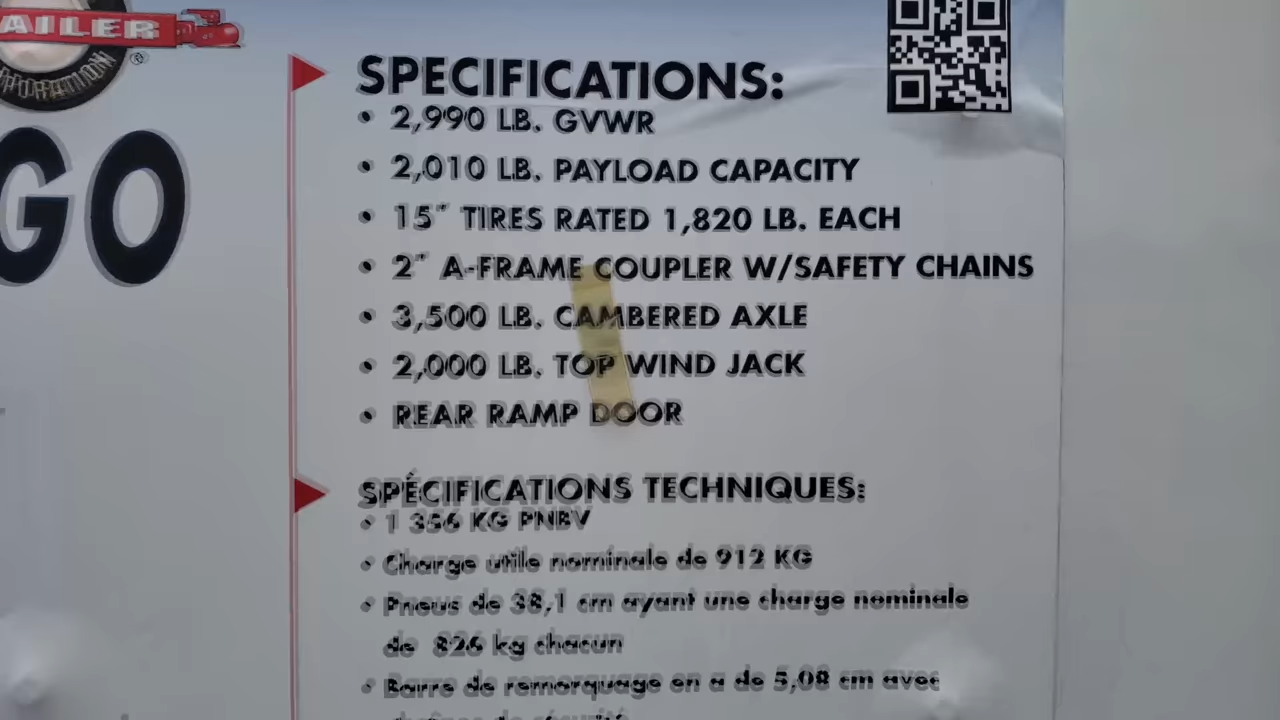 AILER
GO
SPECIFICATIONS:
• 2,990 LB. GVWR
• 2,010 LB. PAYLOAD CAPACITY
• 15" TIRES RATED 1,820 LB. EACH
• 2" A-FRAME COUPLER W/SAFETY CHAINS
• 3,500 LB. CAMBERED AXLE
• 2,000 LB. TOP WIND JACK
• REAR RAMP DOOR
SPÉCIFICATIONS TECHNIQUES:
• 1 356 KG PNBV
• Charge utile nominale de 912 KG
• Pneus de 38,1 cm ayant une charge nominale
de 826 kg chacun
• Barre de remorquage en a de 5,08 cm avec